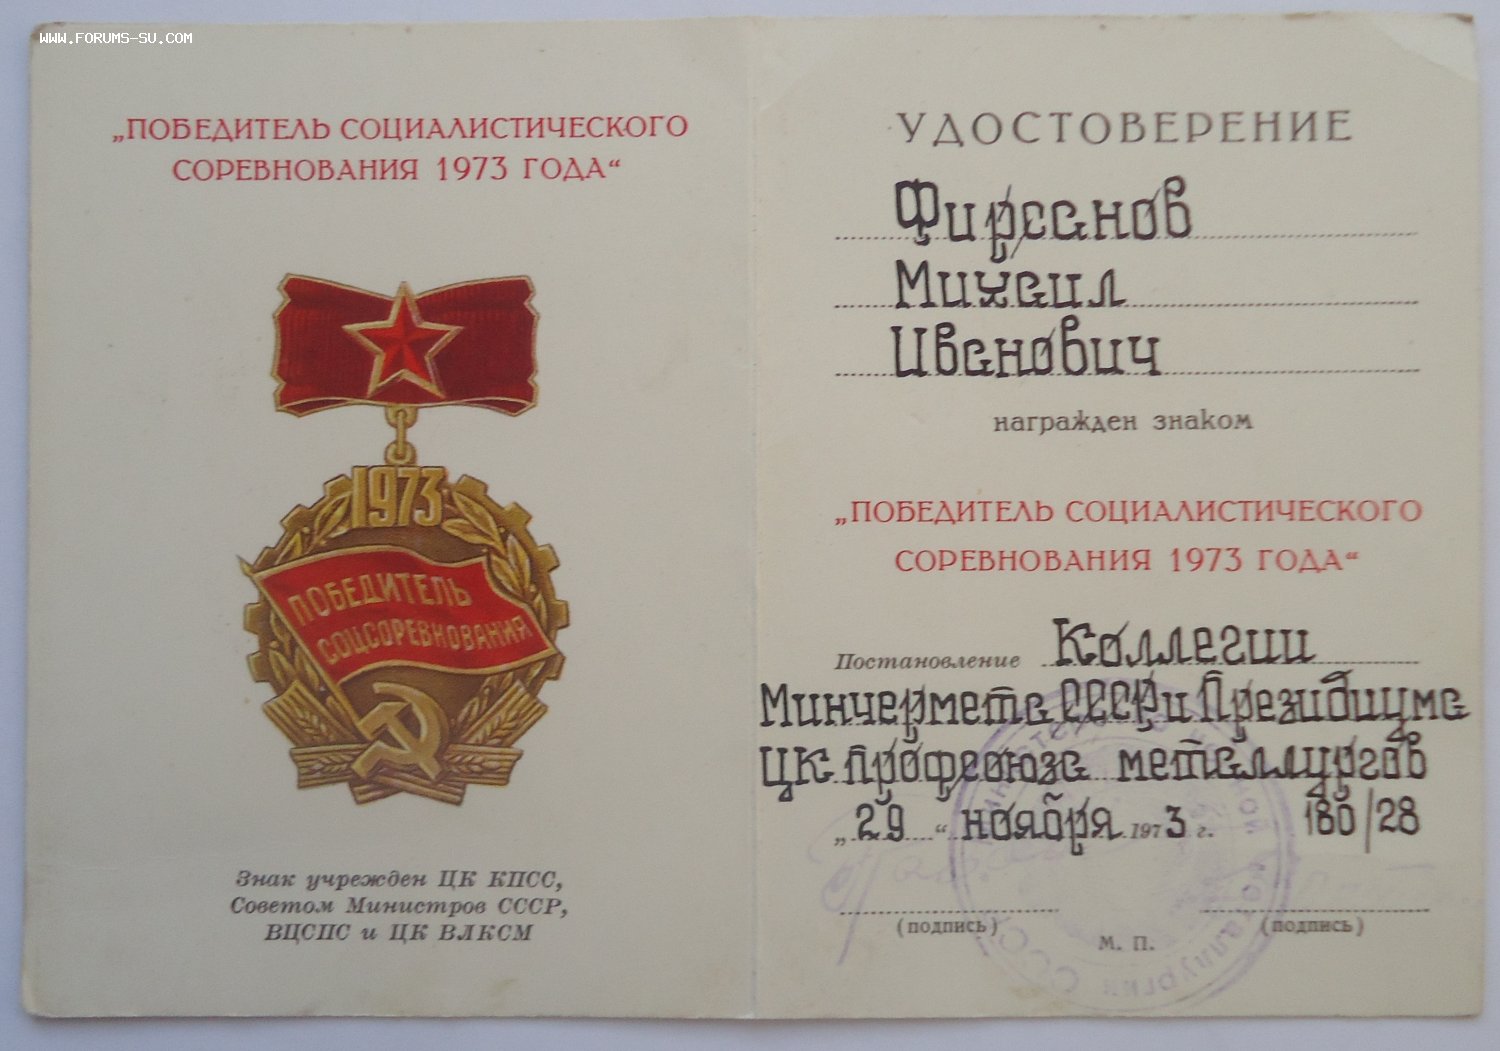 www.forums-su.com
„ПОБЕДИТЕЛЬ СОЦИАЛИСТИЧЕСКОГО
СОРЕВНОВАНИЯ 1973 ГОДА“
1973
ПОБЕДИТЕЛЬ
СОЦСОРЕВНОВАНИЯ
Знак учрежден ЦК КПСС,
Советом Министров СССР,
ВЦСПС и ЦК ВЛКСМ
УДОСТОВЕРЕНИЕ
Фирсанов
Михаил
Иванович
награжден знаком
„ПОБЕДИТЕЛЬ СОЦИАЛИСТИЧЕСКОГО
СОРЕВНОВАНИЯ 1973 ГОДА“
Постановление Коллегии
Минчермета СССР и Президиума
ЦК профсоюза металлургов
„29“ ноября 1973 г. 180/28
(подпись) (подпись)
М. П.